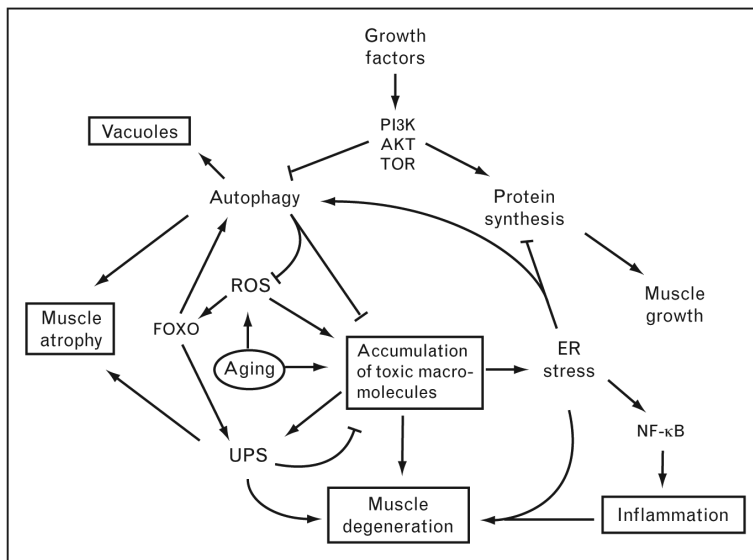 Growth
factors
PI3K
AKT
TOR
Vacuoles
Autophagy
Protein
synthesis
ROS
Muscle
growth
Muscle
atrophy
FOXO
Aging
Accumulation
of toxic macro-
molecules
ER
stress
NF-κB
UPS
Muscle
degeneration
Inflammation